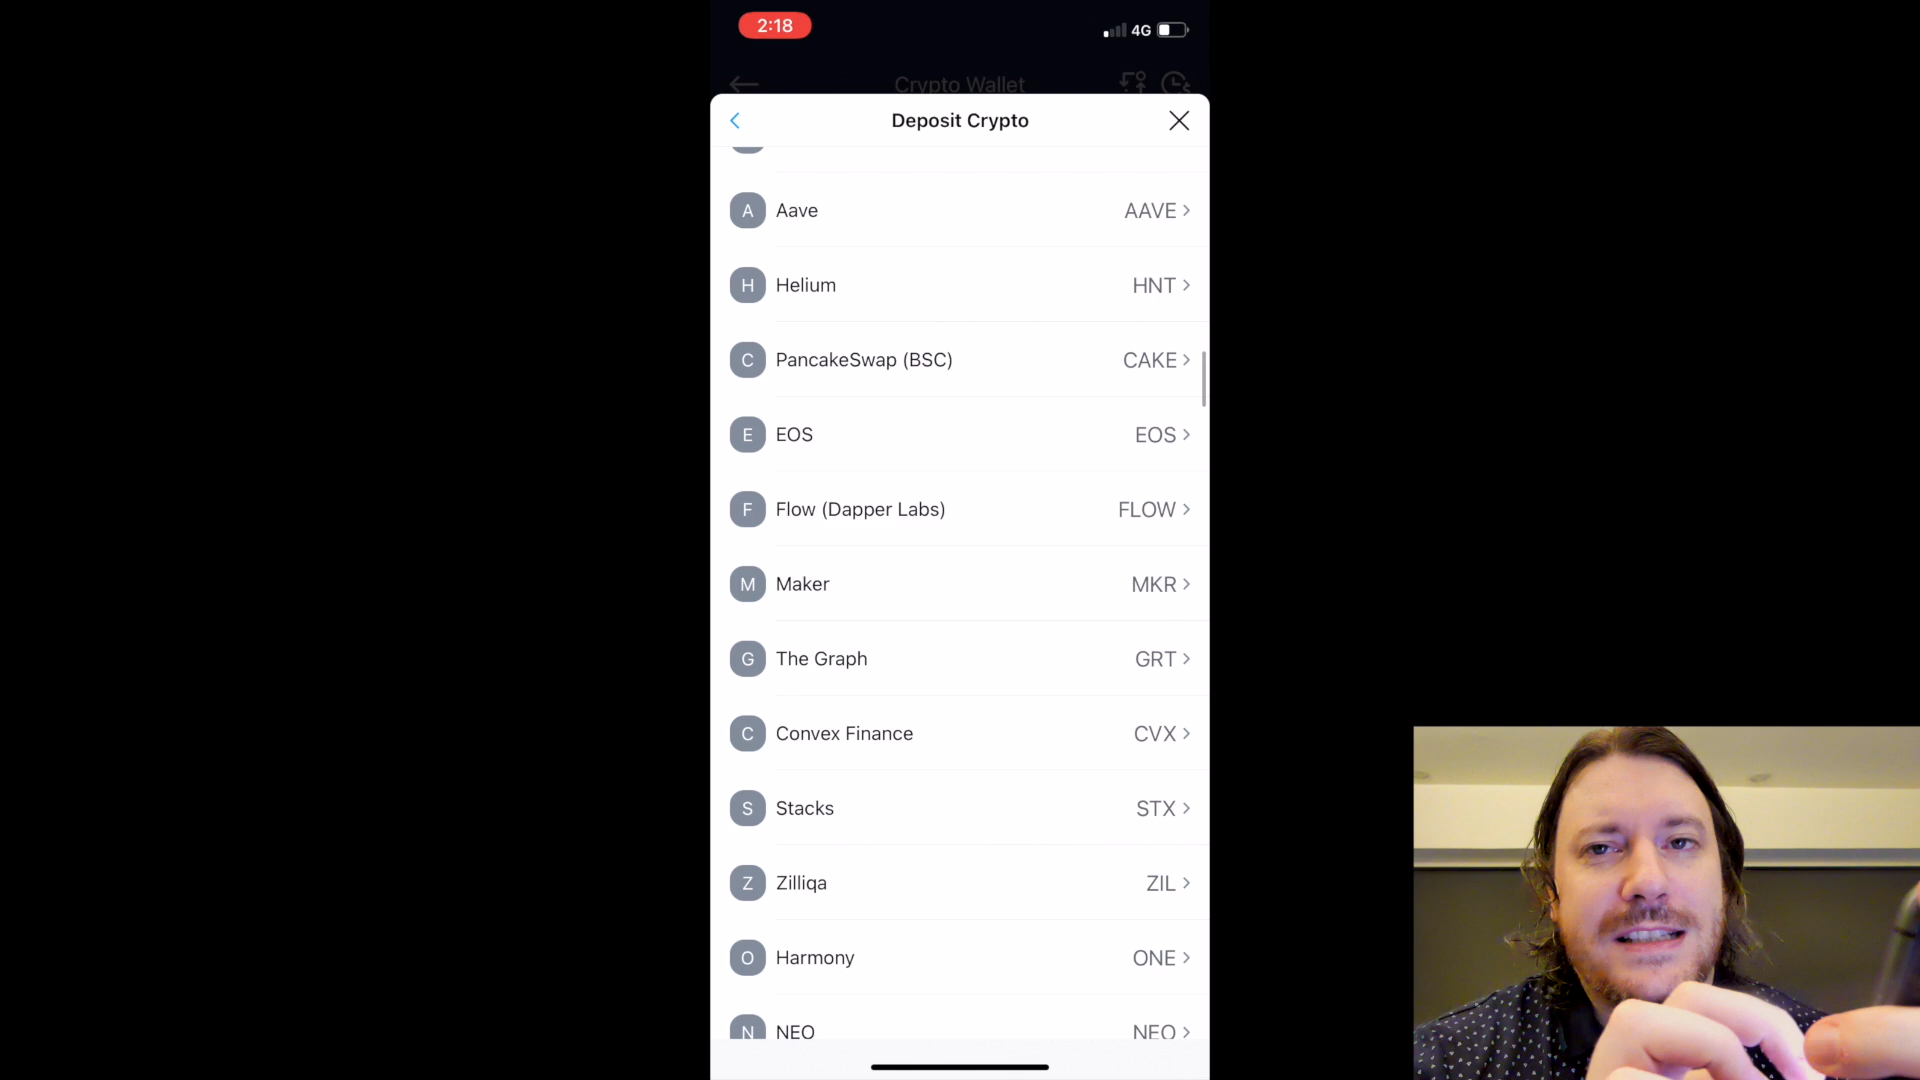 2:18
4G
Crypto Wallet
Deposit Crypto
A Aave AAVE
H Helium HNT
C PancakeSwap (BSC) CAKE
E EOS EOS
F Flow (Dapper Labs) FLOW
M Maker MKR
G The Graph GRT
C Convex Finance CVX
S Stacks STX
Z Zilliqa ZIL
O Harmony ONE
N NEO NEO